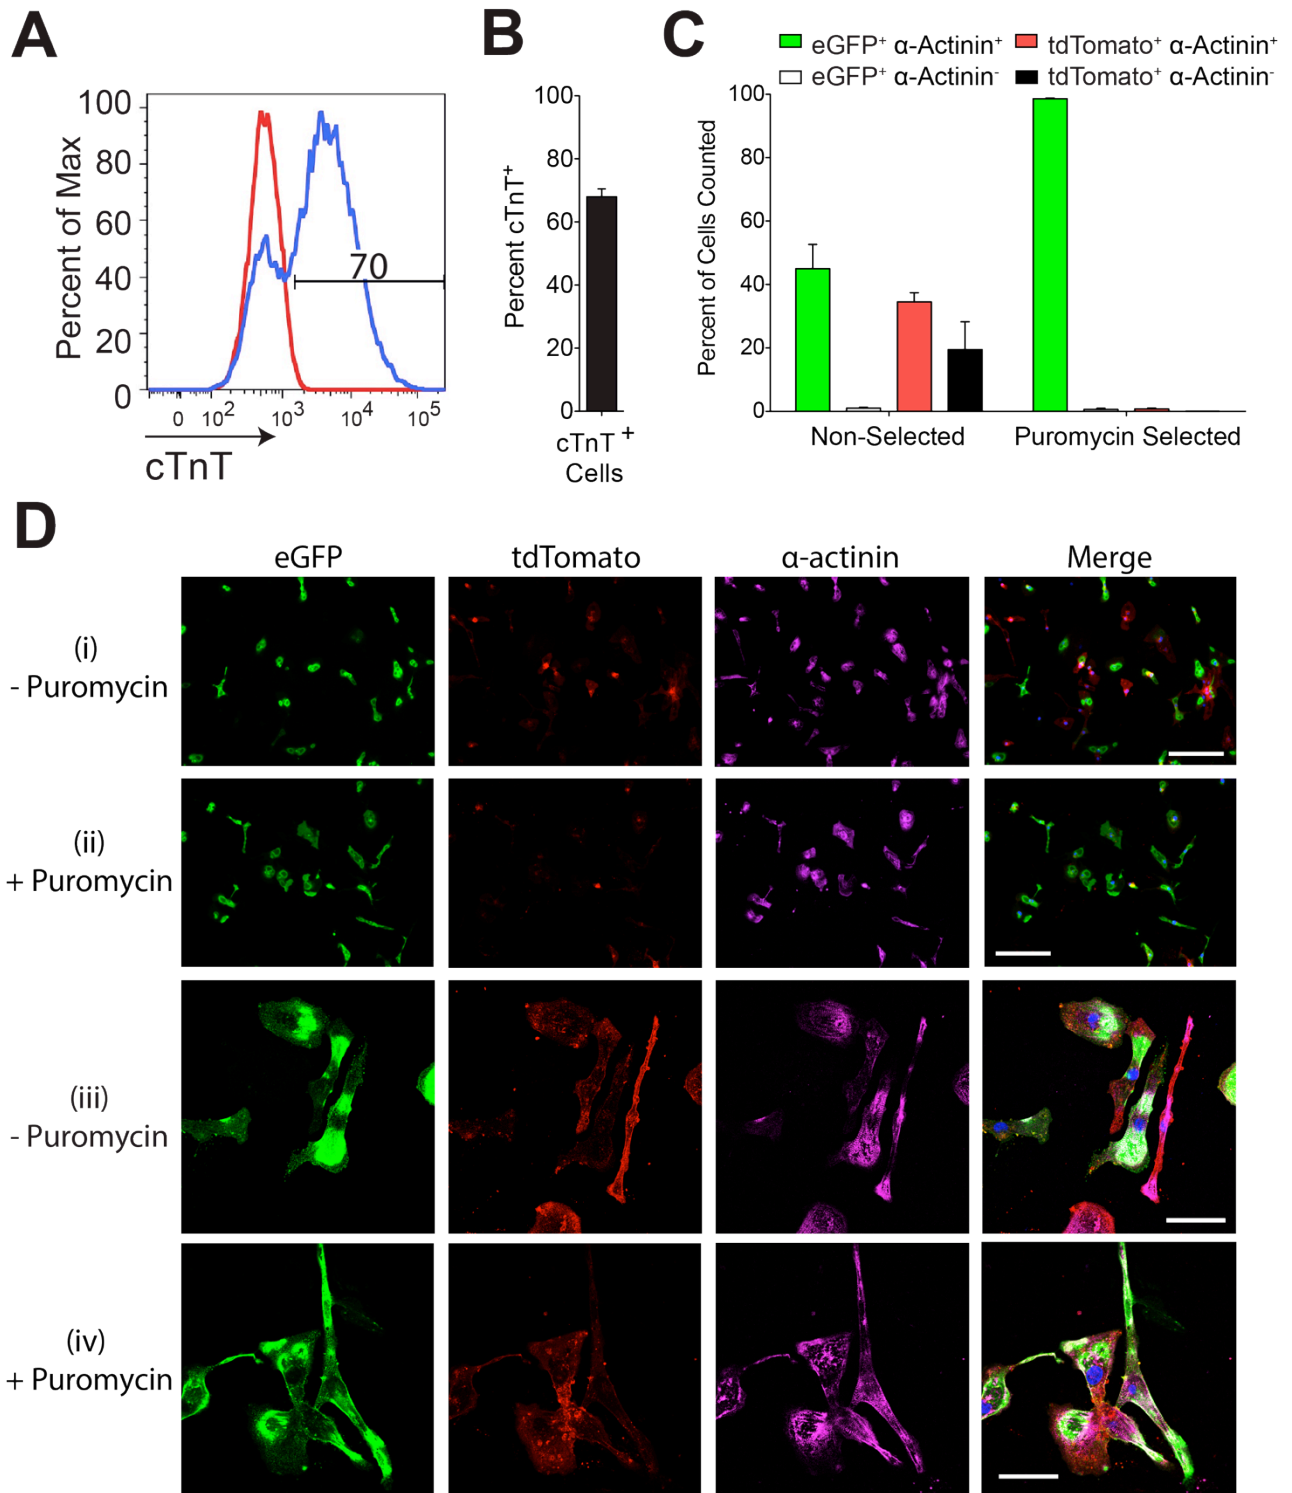 A
Percent of Max
100
80
60
40
20
0
70
0 10² 10³ 10⁴ 10⁵
cTnT
B
Percent cTnT⁺
100
80
60
40
20
0
cTnT⁺
Cells
C
eGFP⁺ α-Actinin⁺ tdTomato⁺ α-Actinin⁺
eGFP⁺ α-Actinin⁻ tdTomato⁺ α-Actinin⁻
Percent of Cells Counted
100
80
60
40
20
0
Non-Selected Puromycin Selected
D
eGFP tdTomato α-actinin Merge
(i)
- Puromycin
(ii)
+ Puromycin
(iii)
- Puromycin
(iv)
+ Puromycin